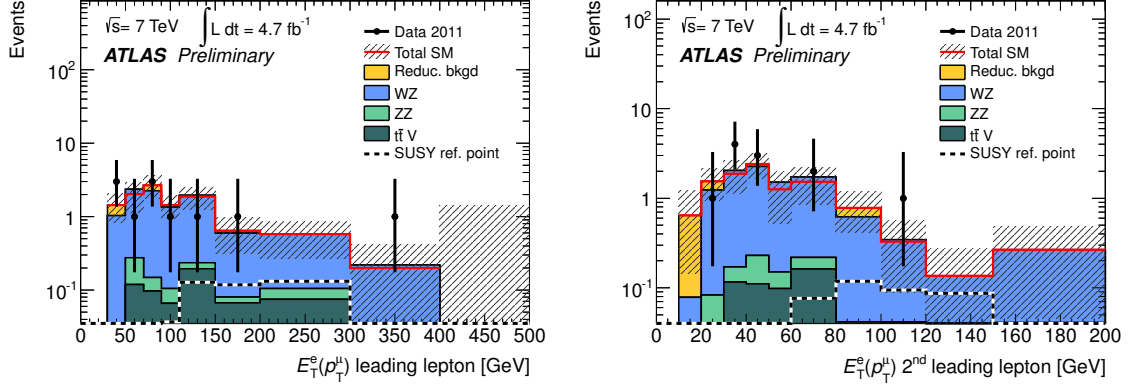 Events
√s= 7 TeV ∫L dt = 4.7 fb⁻¹
ATLAS Preliminary
Data 2011
Total SM
Reduc. bkgd
WZ
ZZ
tt̄ V
SUSY ref. point
10²
10
1
10⁻¹
0 50 100 150 200 250 300 350 400 450 500
E_T^e(p_T^μ) leading lepton [GeV]
Events
√s= 7 TeV ∫L dt = 4.7 fb⁻¹
ATLAS Preliminary
Data 2011
Total SM
Reduc. bkgd
WZ
ZZ
tt̄ V
SUSY ref. point
10²
10
1
10⁻¹
0 20 40 60 80 100 120 140 160 180 200
E_T^e(p_T^μ) 2ⁿᵈ leading lepton [GeV]